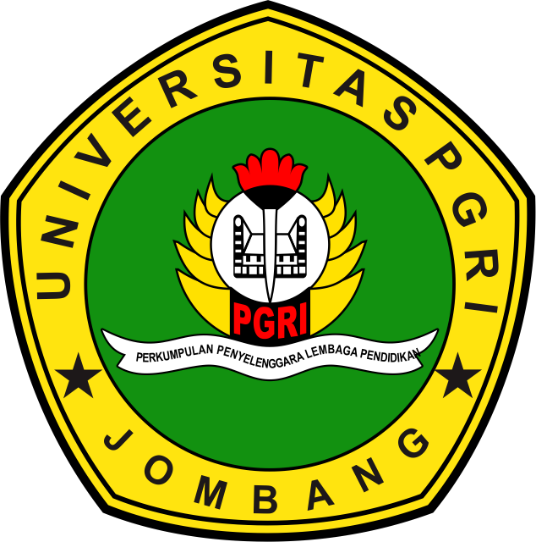 UNIVERSITAS PGRI
PGRI
PERKUMPULAN PENYELENGGARA LEMBAGA PENDIDIKAN
JOMBANG